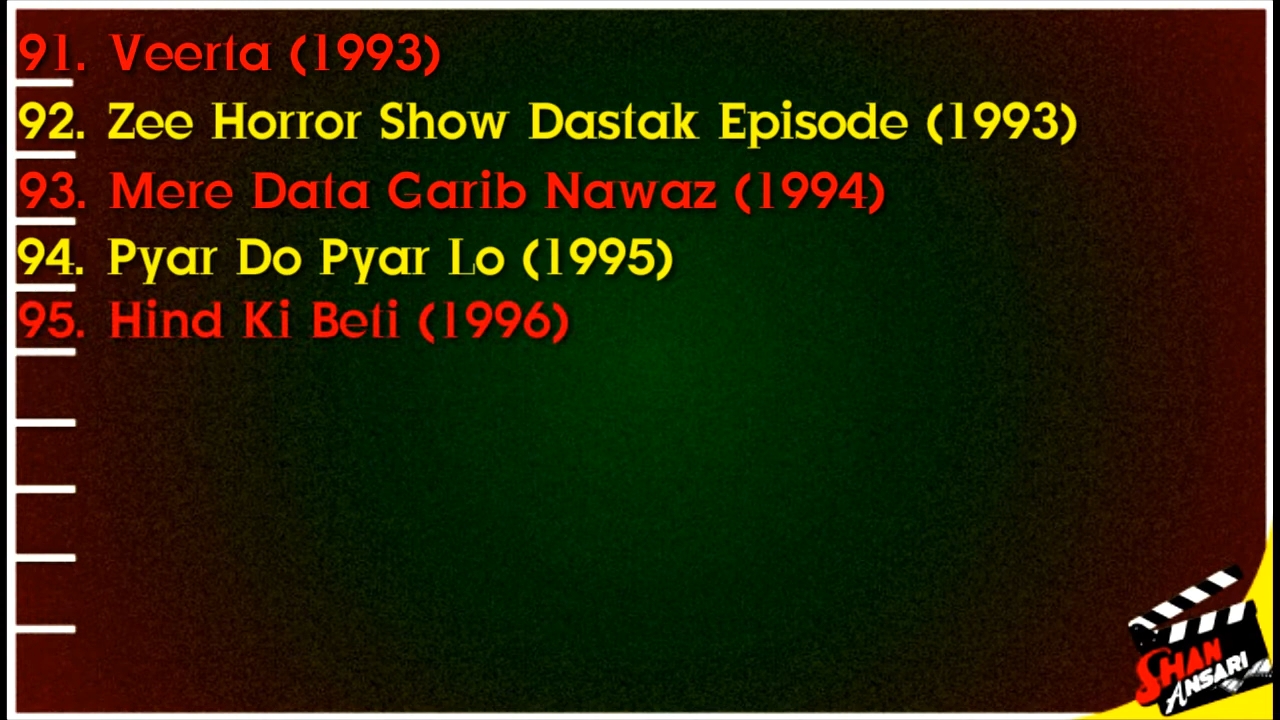 91. Veerta (1993)
92. Zee Horror Show Dastak Episode (1993)
93. Mere Data Garib Nawaz (1994)
94. Pyar Do Pyar Lo (1995)
95. Hind Ki Beti (1996)
SHAN
ANSARI